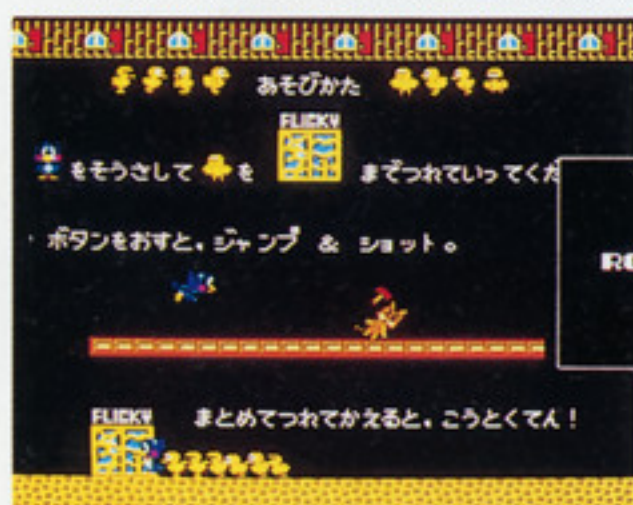 あそびかた
FLICKY
をそうさして を までつれていってくだ
ボタンをおすと、ジャンプ & ショット。
FLICKY
まとめてつれてかえると、こうとくてん!